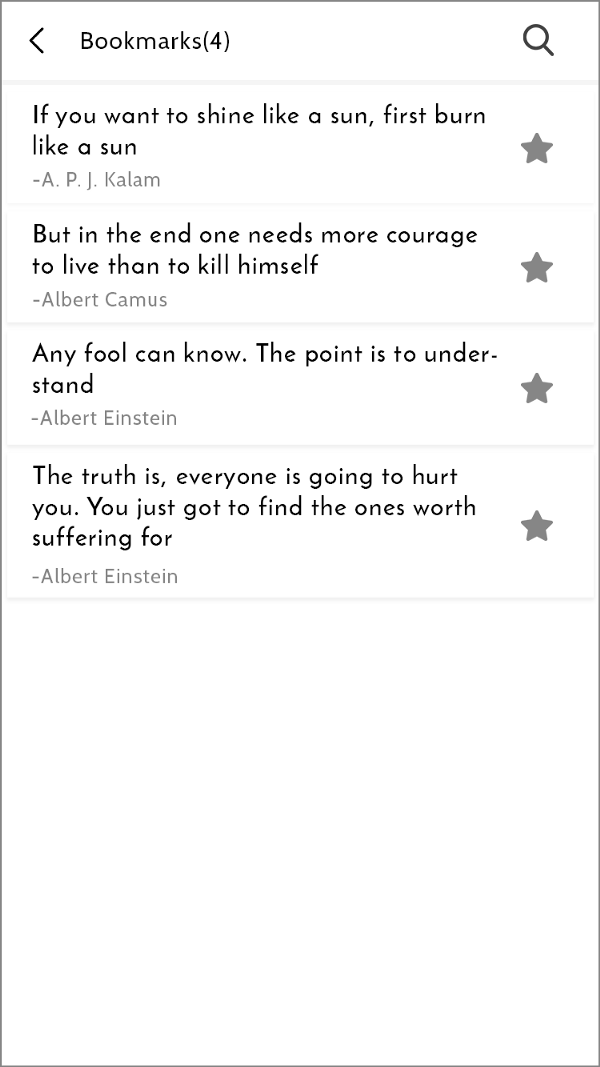 Bookmarks(4)
If you want to shine like a sun, first burn
like a sun
-A. P. J. Kalam
But in the end one needs more courage
to live than to kill himself
-Albert Camus
Any fool can know. The point is to under-
stand
-Albert Einstein
The truth is, everyone is going to hurt
you. You just got to find the ones worth
suffering for
-Albert Einstein